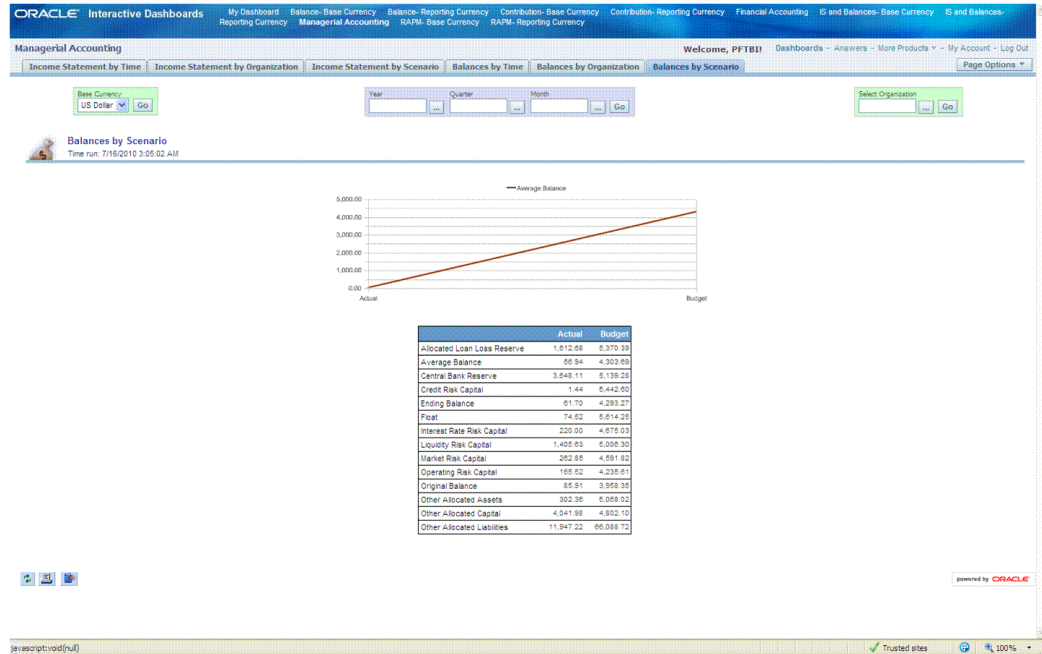 ORACLE Interactive Dashboards
My Dashboard Balance- Base Currency Balance- Reporting Currency Contribution- Base Currency Contribution- Reporting Currency Financial Accounting IS and Balances- Base Currency IS and Balances-
Reporting Currency Managerial Accounting RAPM- Base Currency RAPM- Reporting Currency
Managerial Accounting
Welcome, PFTBI! Dashboards - Answers - More Products - My Account - Log Out
Income Statement by Time Income Statement by Organization Income Statement by Scenario Balances by Time Balances by Organization Balances by Scenario Page Options
Base Currency Year Quarter Month Select Organization
US Dollar Go ... ... ... Go ... Go
Balances by Scenario
Time run: 7/16/2010 3:05:02 AM
Average Balance
5,000.00
4,000.00
3,000.00
2,000.00
1,000.00
0.00
Actual Budget
Actual Budget
Allocated Loan Loss Reserve 1,612.68 5,370.39
Average Balance 56.94 4,303.69
Central Bank Reserve 3,648.11 5,139.28
Credit Risk Capital 1.44 5,442.60
Ending Balance 61.70 4,293.27
Float 74.52 5,614.25
Interest Rate Risk Capital 220.00 4,675.03
Liquidity Risk Capital 1,405.63 5,006.30
Market Risk Capital 262.85 4,591.82
Operating Risk Capital 165.52 4,235.61
Original Balance 85.91 3,958.35
Other Allocated Assets 302.36 5,068.02
Other Allocated Capital 4,041.98 4,802.10
Other Allocated Liabilities 11,947.22 66,088.72
powered by ORACLE
javascript:void(null) Trusted sites 100%